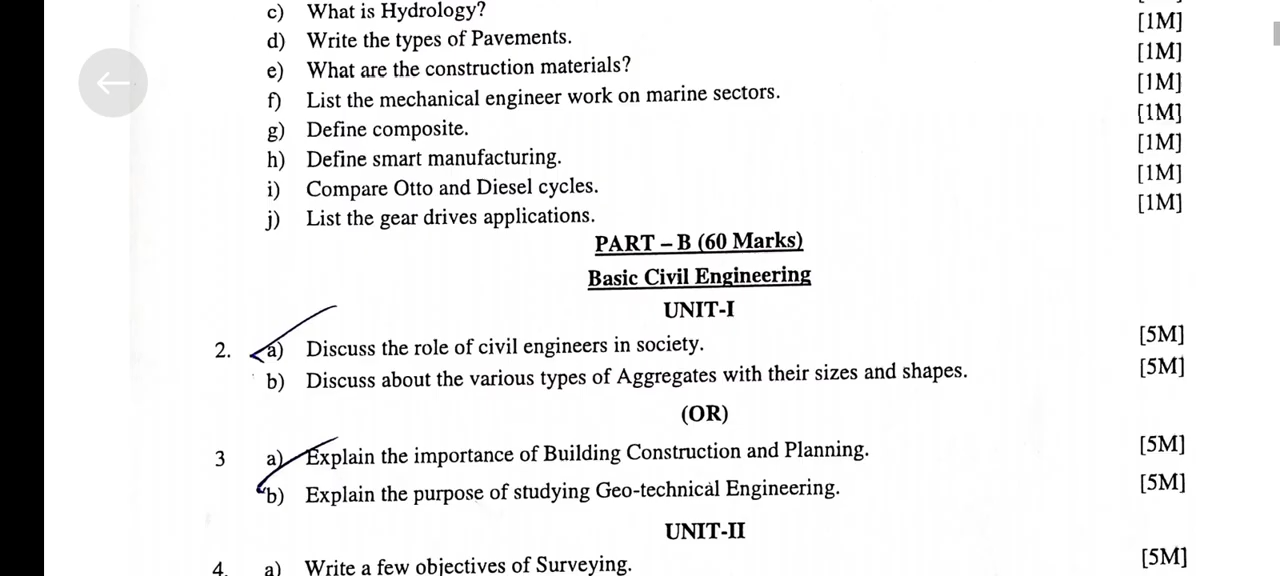 c) What is Hydrology? [1M]
d) Write the types of Pavements. [1M]
e) What are the construction materials? [1M]
f) List the mechanical engineer work on marine sectors. [1M]
g) Define composite. [1M]
h) Define smart manufacturing. [1M]
i) Compare Otto and Diesel cycles. [1M]
j) List the gear drives applications.
PART – B (60 Marks)
Basic Civil Engineering
UNIT-I
2. a) Discuss the role of civil engineers in society. [5M]
b) Discuss about the various types of Aggregates with their sizes and shapes. [5M]
(OR)
3 a) Explain the importance of Building Construction and Planning. [5M]
b) Explain the purpose of studying Geo-technical Engineering. [5M]
UNIT-II
4. a) Write a few objectives of Surveying. [5M]